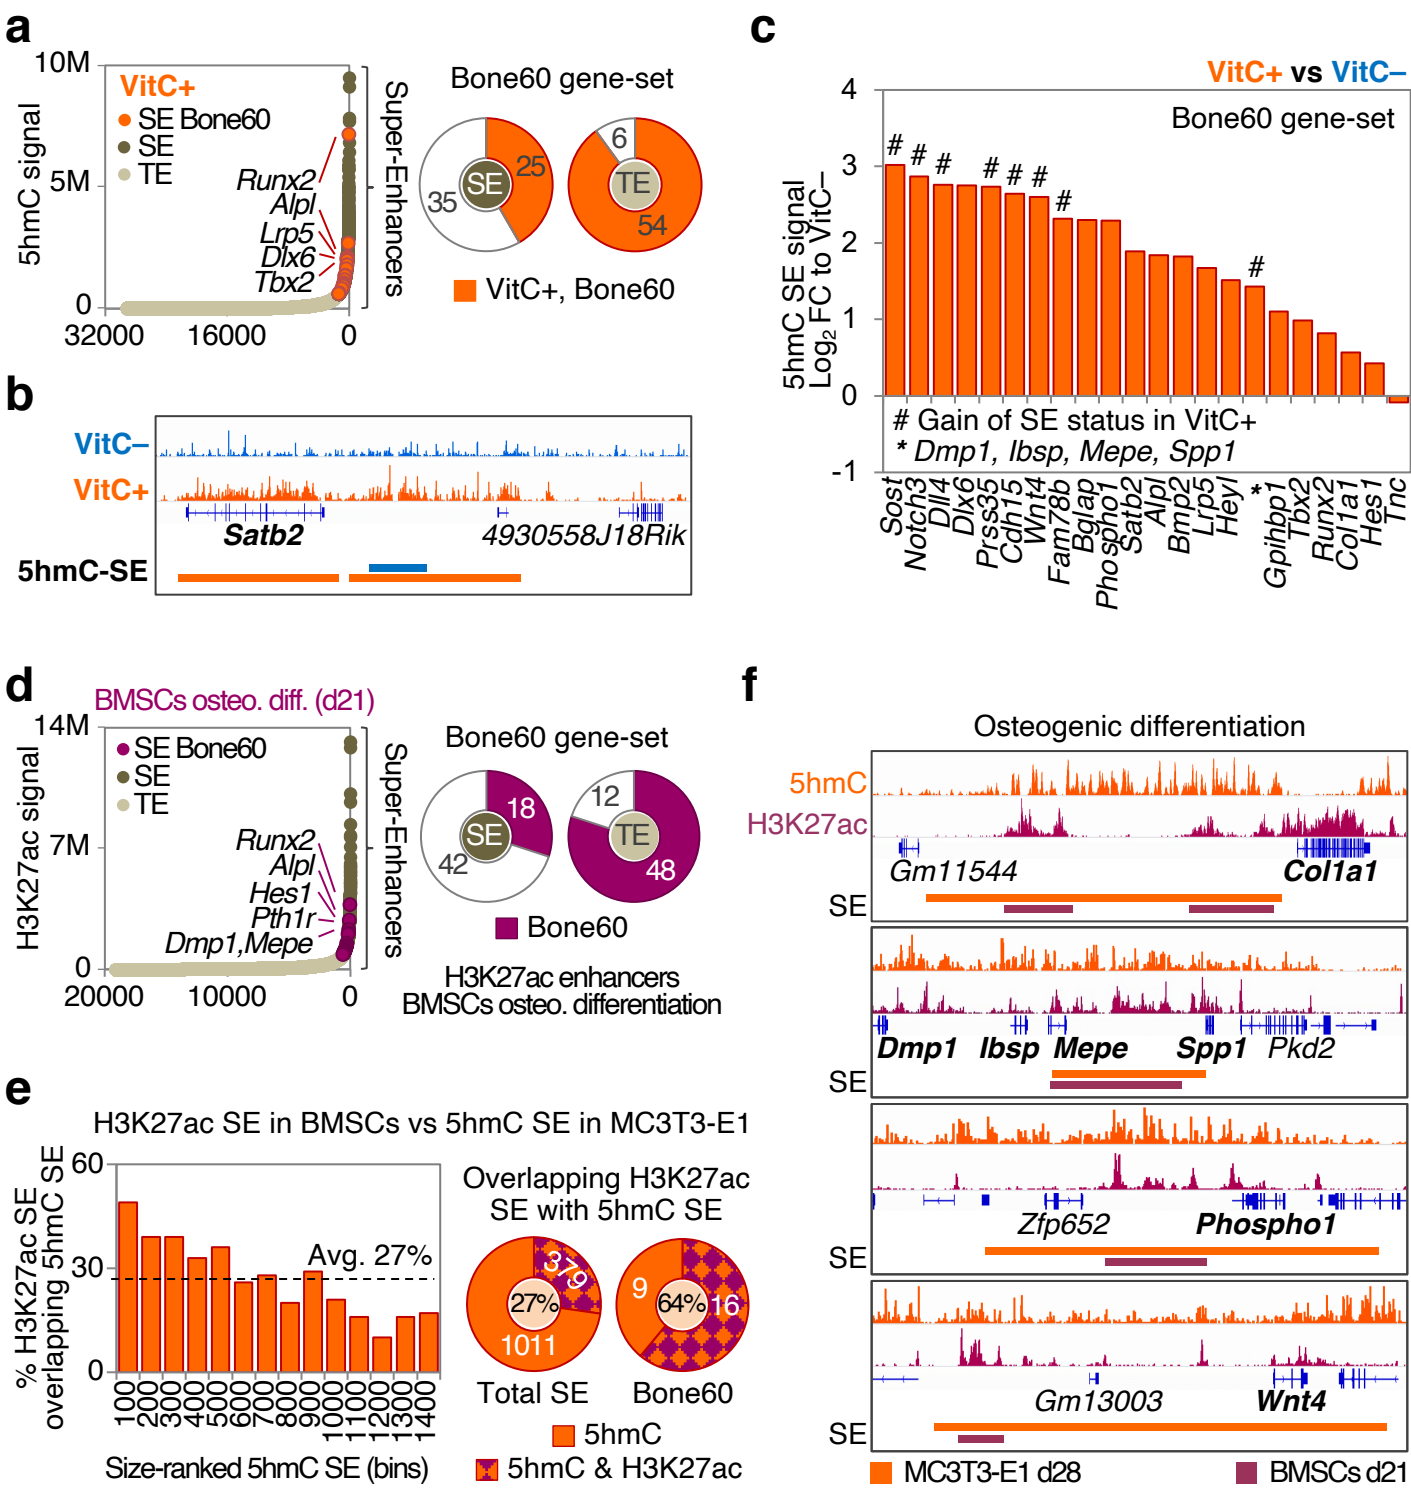 a
10M
5M
0
5hmC signal
VitC+
SE Bone60
SE
TE
Runx2
Alpl
Lrp5
Dlx6
Tbx2
32000
16000
0
Super-Enhancers
Bone60 gene-set
35
25
SE
6
54
TE
VitC+, Bone60
b
VitC–
VitC+
Satb2
4930558J18Rik
5hmC-SE
c
VitC+ vs VitC–
Bone60 gene-set
5hmC SE signal
Log2 FC to VitC–
4
3
2
1
0
-1
# # # # # # # #
# Gain of SE status in VitC+
* Dmp1, Ibsp, Mepe, Spp1
Sost
Notch3
Dll4
Dlx6
Prss35
Cdh15
Wnt4
Fam78b
Bglap
Phospho1
Satb2
Alpl
Bmp2
Lrp5
Heyl
*
Gpihbp1
Tbx2
Runx2
Col1a1
Hes1
Tnc
d
BMSCs osteo. diff. (d21)
14M
7M
0
H3K27ac signal
SE Bone60
SE
TE
Runx2
Alpl
Hes1
Pth1r
Dmp1,Mepe
20000
10000
0
Super-Enhancers
Bone60 gene-set
18
42
SE
12
48
TE
Bone60
H3K27ac enhancers
BMSCs osteo. differentiation
e
H3K27ac SE in BMSCs vs 5hmC SE in MC3T3-E1
% H3K27ac SE
overlapping 5hmC SE
60
30
0
Avg. 27%
100
200
300
400
500
600
700
800
900
1000
1100
1200
1300
1400
Size-ranked 5hmC SE (bins)
Overlapping H3K27ac
SE with 5hmC SE
379
27%
1011
Total SE
9
64%
16
Bone60
5hmC
5hmC & H3K27ac
f
Osteogenic differentiation
5hmC
H3K27ac
Gm11544
Col1a1
SE
Dmp1
Ibsp
Mepe
Spp1
Pkd2
SE
Zfp652
Phospho1
SE
Gm13003
Wnt4
SE
MC3T3-E1 d28
BMSCs d21